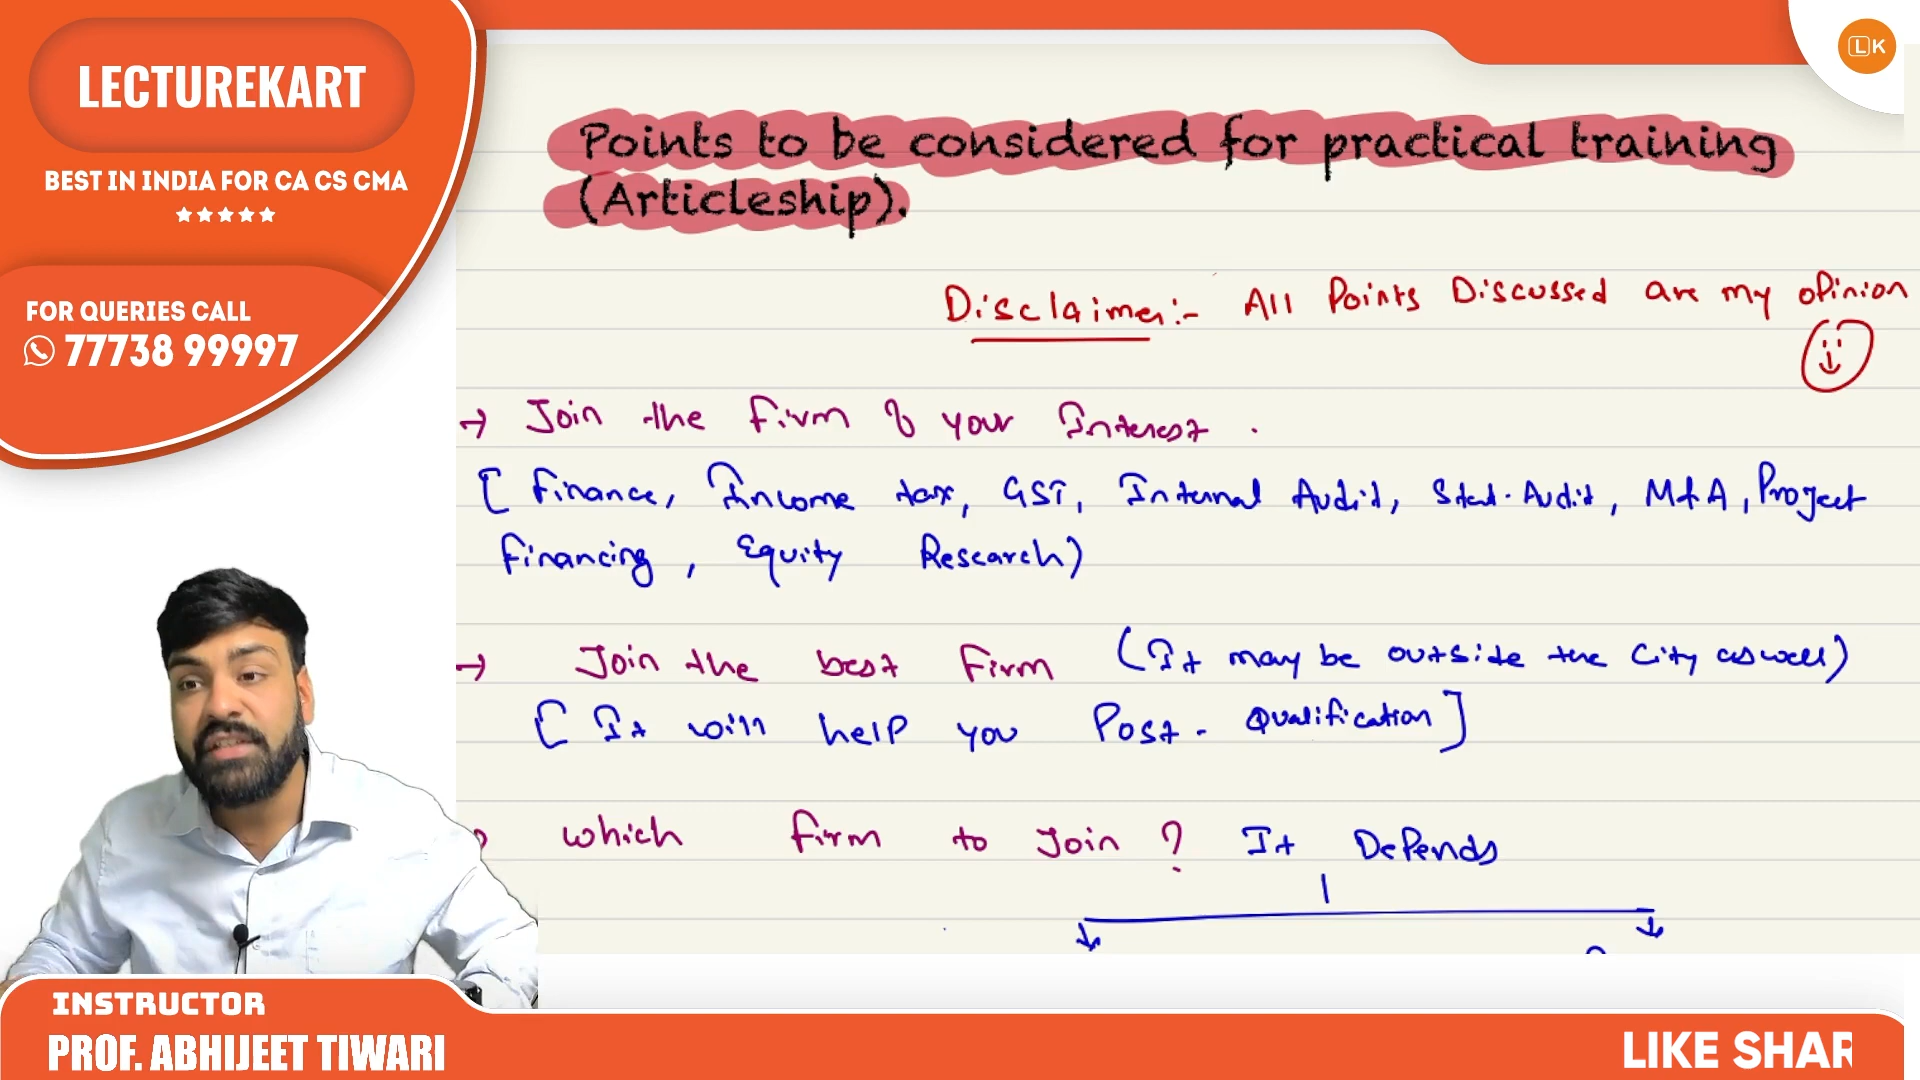 LECTUREKART
BEST IN INDIA FOR CA CS CMA
FOR QUERIES CALL
77738 99997
LK
Points to be considered for practical training
(Articleship).
Disclaimer:- All Points Discussed are my opinion
→ Join the firm of your Interest.
[Finance, Income tax, GST, Internal Audit, Stat. Audit, M&A, Project
financing, Equity Research)
→ Join the best Firm (It may be outside the City aswell)
[It will help you Post-Qualification]
which firm to Join? It Depends
INSTRUCTOR
PROF. ABHIJEET TIWARI
LIKE SHAR